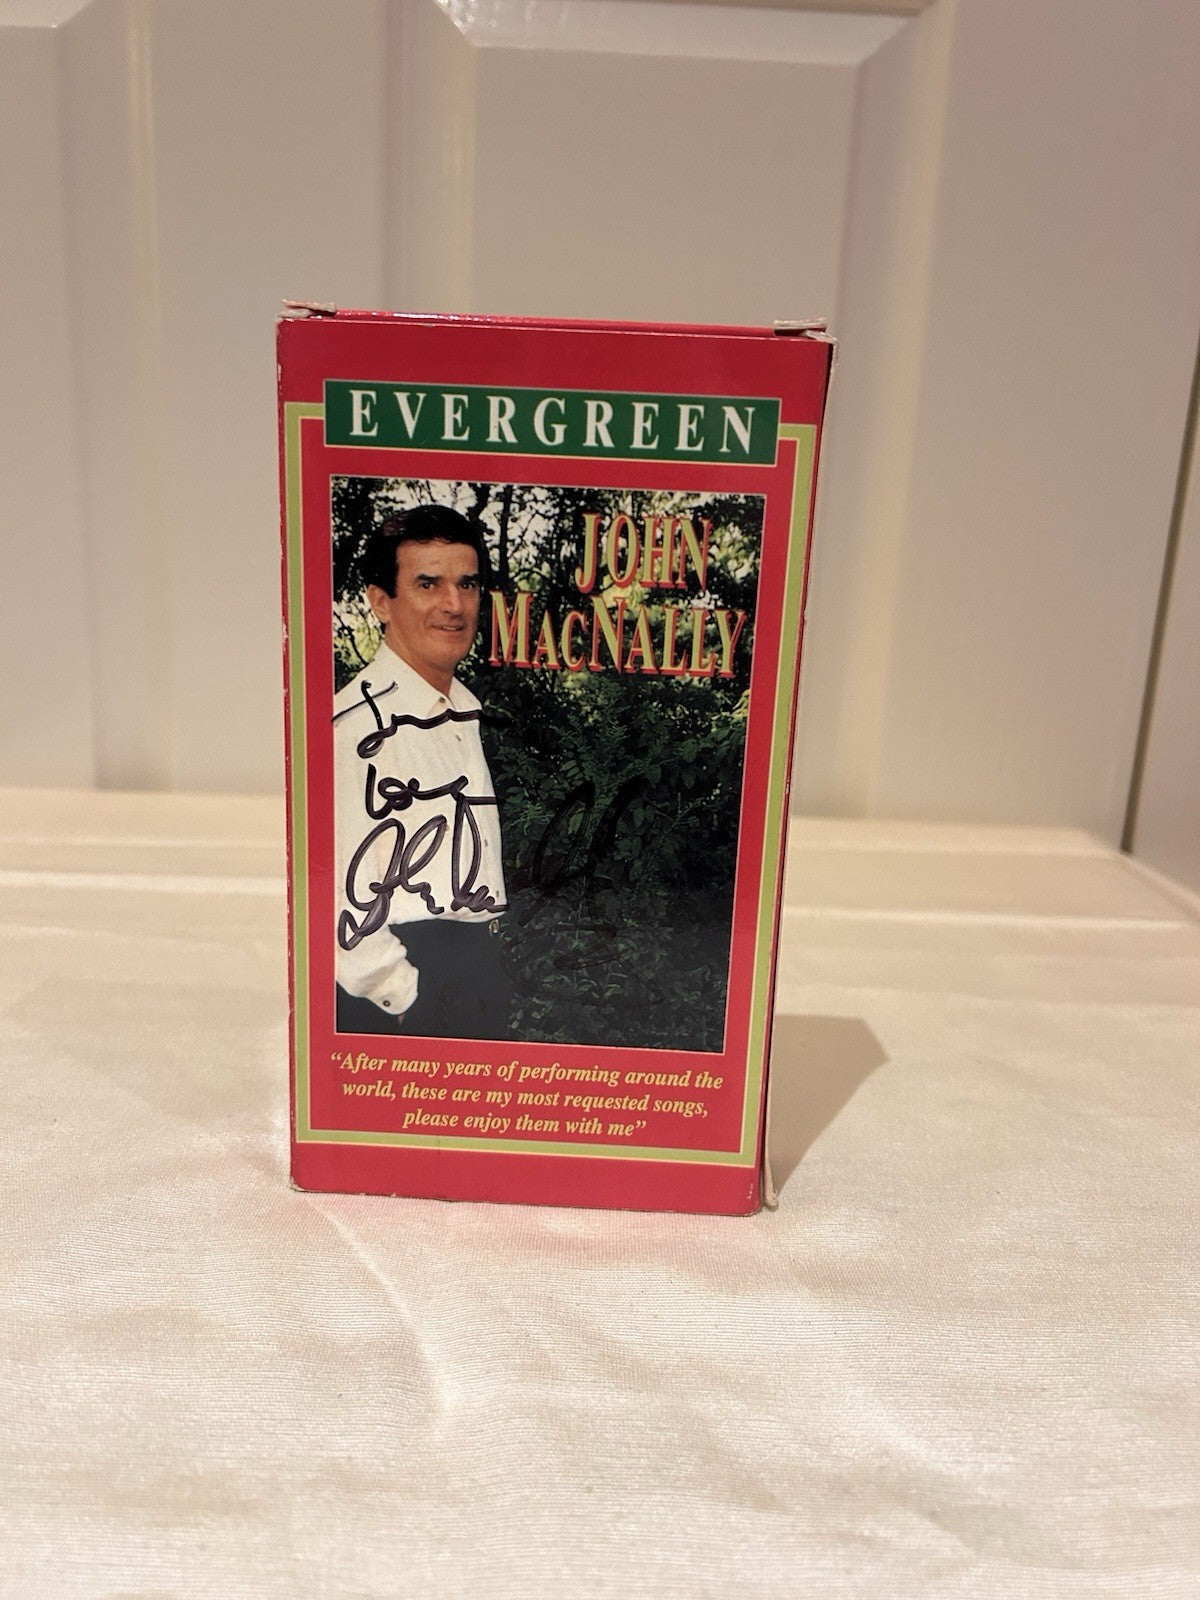 EVERGREEN
JOHN
MACNALLY
“After many years of performing around the
world, these are my most requested songs,
please enjoy them with me”